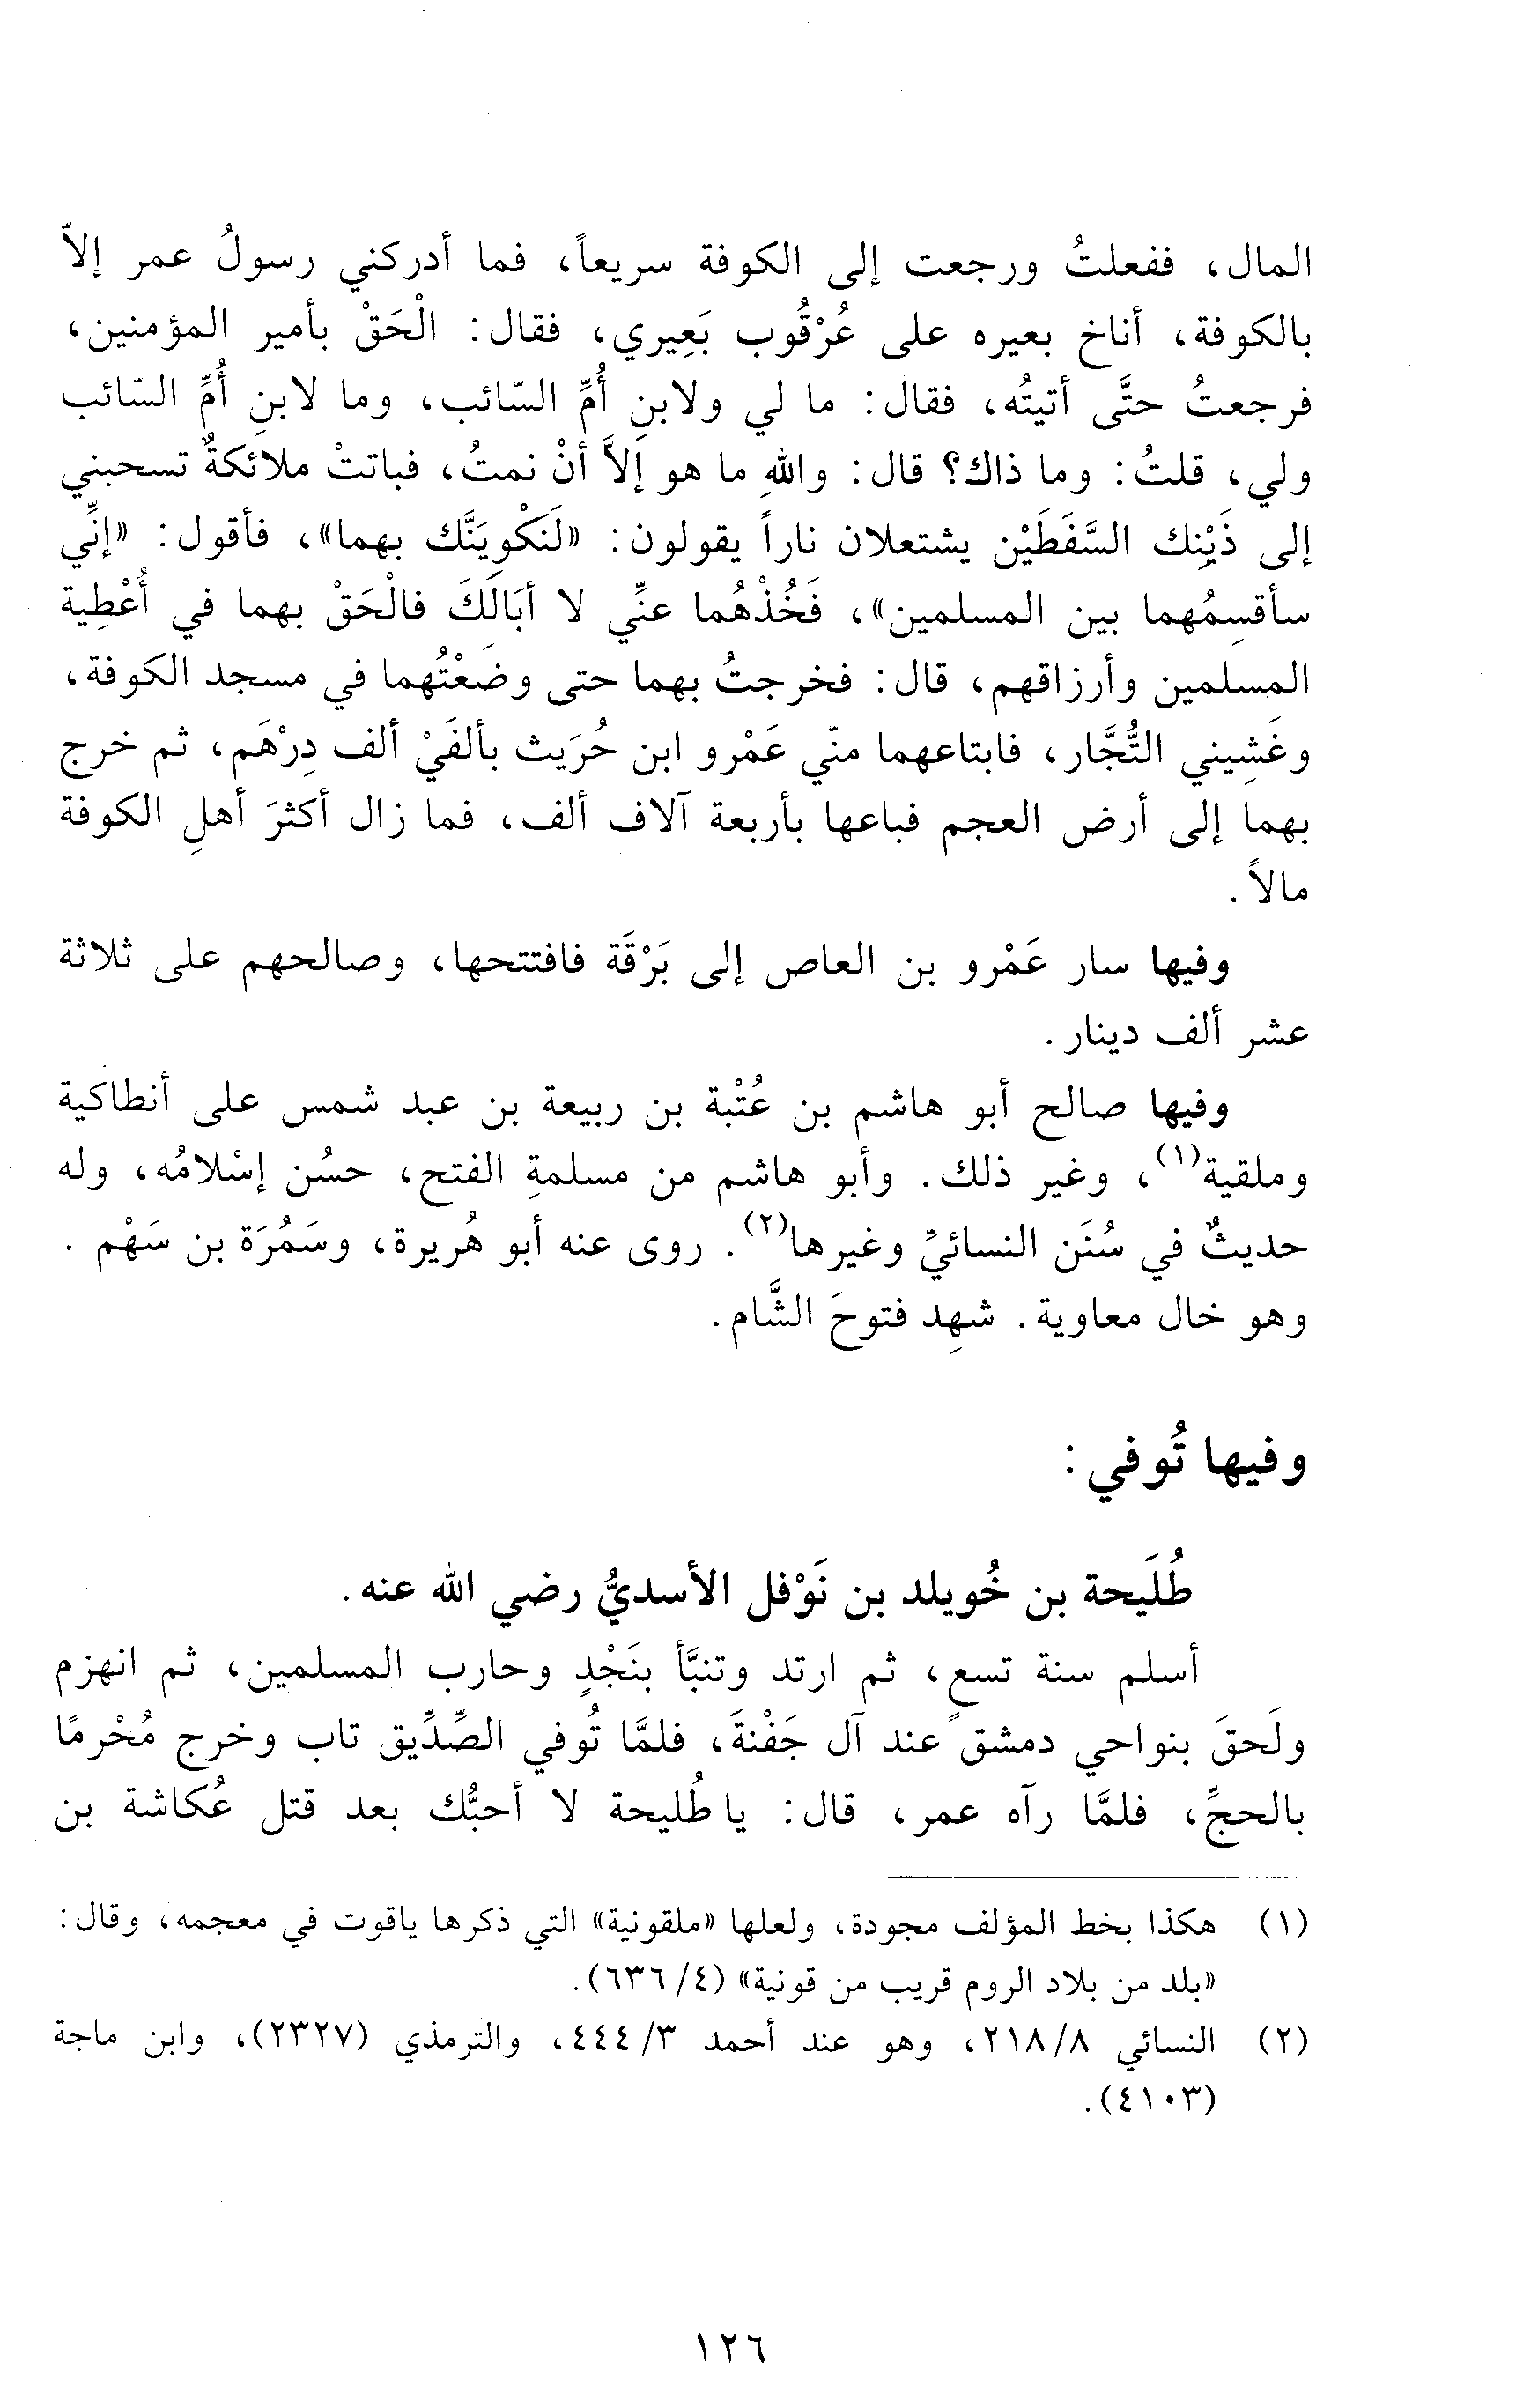 المال، ففعلتُ ورجعت إلى الكوفة سريعاً، فما أدركني رسولُ عمر إلاّ
بالكوفة، أناخ بعيره على عُرْقُوب بَعِيري، فقال: الْحَقْ بأمير المؤمنين،
فرجعتُ حتَّى أتيتُه، فقال: ما لي ولابنِ أُمِّ السّائب، وما لابنِ أُمِّ السّائب
ولي، قلتُ: وما ذاك؟ قال: واللهِ ما هو إلاَّ أنْ نمتُ، فباتتْ ملائكةٌ تسحبني
إلى ذَيْنِك السَّفَطَيْن يشتعلان ناراً يقولون: «لَنَكْوِيَنَّك بهما»، فأقول: «إنِّي
سأقسِمُهما بين المسلمين»، فَخُذْهُما عنِّي لا أبَالَكَ فالْحَقْ بهما في أُعْطِية
المسلمين وأرزاقهم، قال: فخرجتُ بهما حتى وضَعْتُهما في مسجد الكوفة،
وغَشِيني التُّجَّار، فابتاعهما منّي عَمْرو ابن حُرَيث بألفَيْ ألف دِرْهَم، ثم خرج
بهما إلى أرض العجم فباعها بأربعة آلاف ألف، فما زال أكثرَ أهلِ الكوفة
مالاً.
وفيها سار عَمْرو بن العاص إلى بَرْقَة فافتتحها، وصالحهم على ثلاثة
عشر ألف دينار.
وفيها صالح أبو هاشم بن عُتْبة بن ربيعة بن عبد شمس على أنطاكية
وملقية(١)، وغير ذلك. وأبو هاشم من مسلمةِ الفتح، حسُن إسْلامُه، وله
حديثٌ في سُنَن النسائيِّ وغيرها(٢). روى عنه أبو هُريرة، وسَمُرَة بن سَهْم.
وهو خال معاوية. شهِد فتوحَ الشَّام.
وفيها تُوفي:
طُلَيحة بن خُويلد بن نَوْفل الأسديُّ رضي الله عنه.
أسلم سنة تسعٍ، ثم ارتد وتنبَّأ بنَجْدٍ وحارب المسلمين، ثم انهزم
ولَحقَ بنواحي دمشق عند آل جَفْنةَ، فلمَّا تُوفي الصِّدِّيق تاب وخرج مُحْرمًا
بالحجِّ، فلمَّا رآه عمر، قال: يا طُليحة لا أحبُّك بعد قتل عُكاشة بن
(١) هكذا بخط المؤلف مجودة، ولعلها «ملقونية» التي ذكرها ياقوت في معجمه، وقال:
«بلد من بلاد الروم قريب من قونية» (٤/ ٦٣٦).
(٢) النسائي ٨/ ٢١٨، وهو عند أحمد ٣/ ٤٤٤، والترمذي (٢٣٢٧)، وابن ماجة
(٤١٠٣).
١٢٦